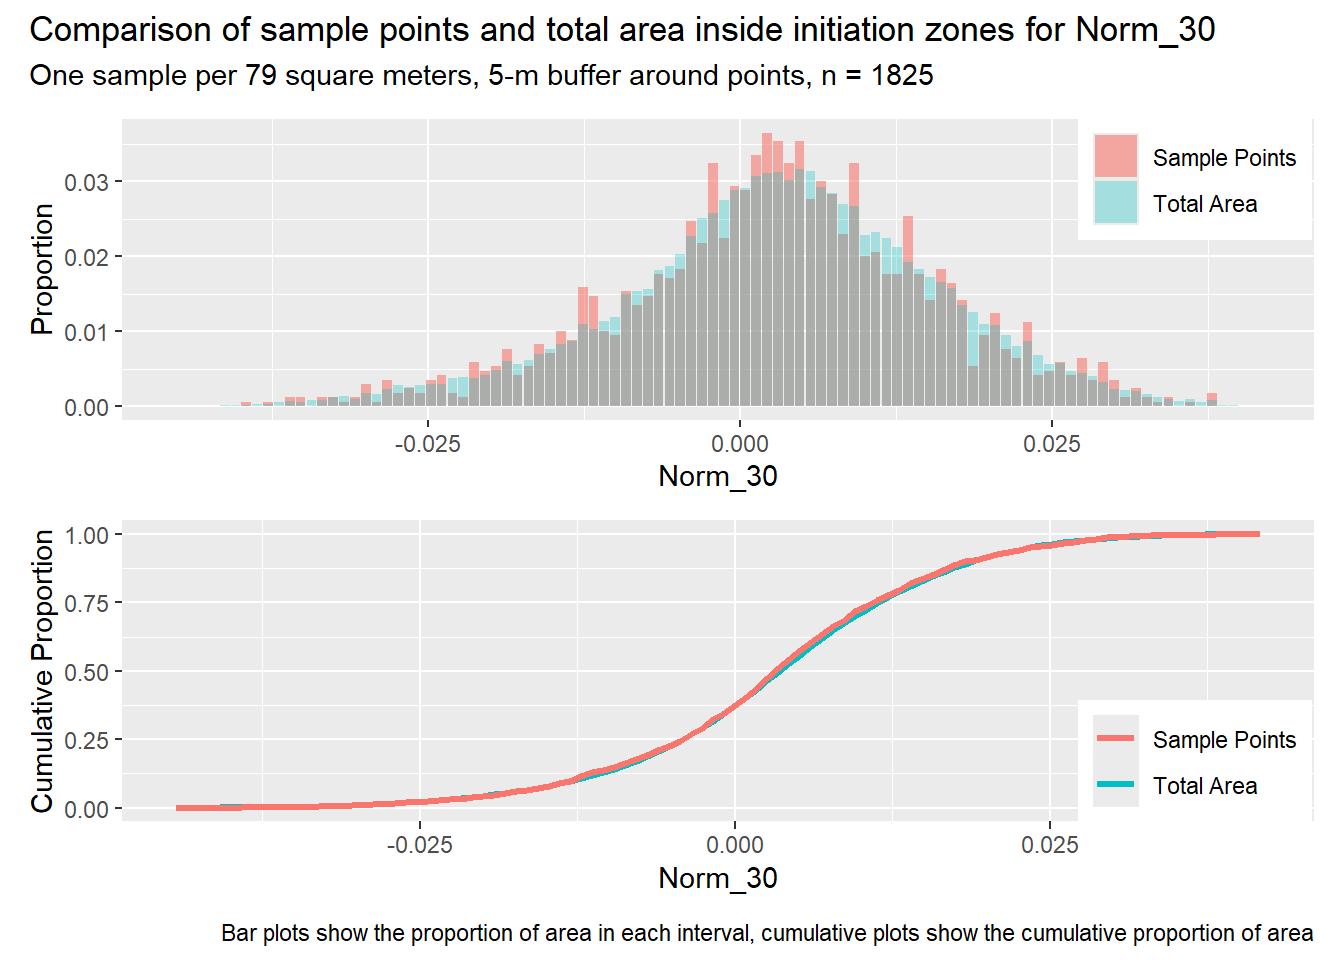 Comparison of sample points and total area inside initiation zones for Norm_30
One sample per 79 square meters, 5-m buffer around points, n = 1825
Proportion
0.03
0.02
0.01
0.00
Sample Points
Total Area
-0.025
0.000
0.025
Norm_30
Cumulative Proportion
1.00
0.75
0.50
0.25
0.00
Sample Points
Total Area
-0.025
0.000
0.025
Norm_30
Bar plots show the proportion of area in each interval, cumulative plots show the cumulative proportion of area